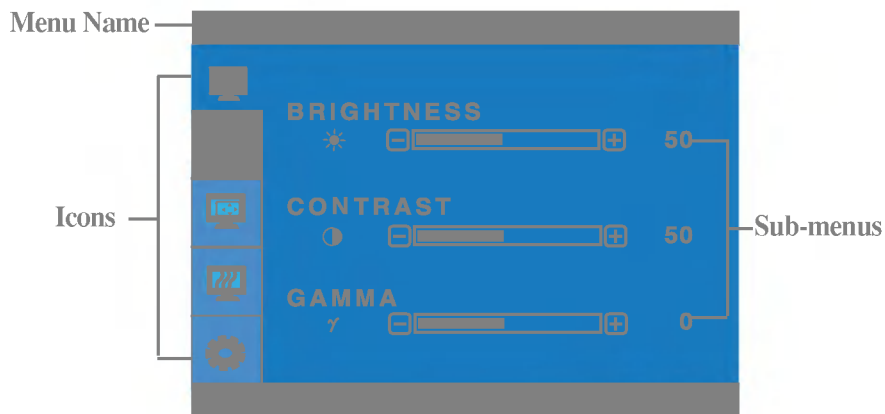 Menu Name
BRIGHTNESS
50
CONTRAST
50
GAMMA
γ
0
Icons
Sub-menus